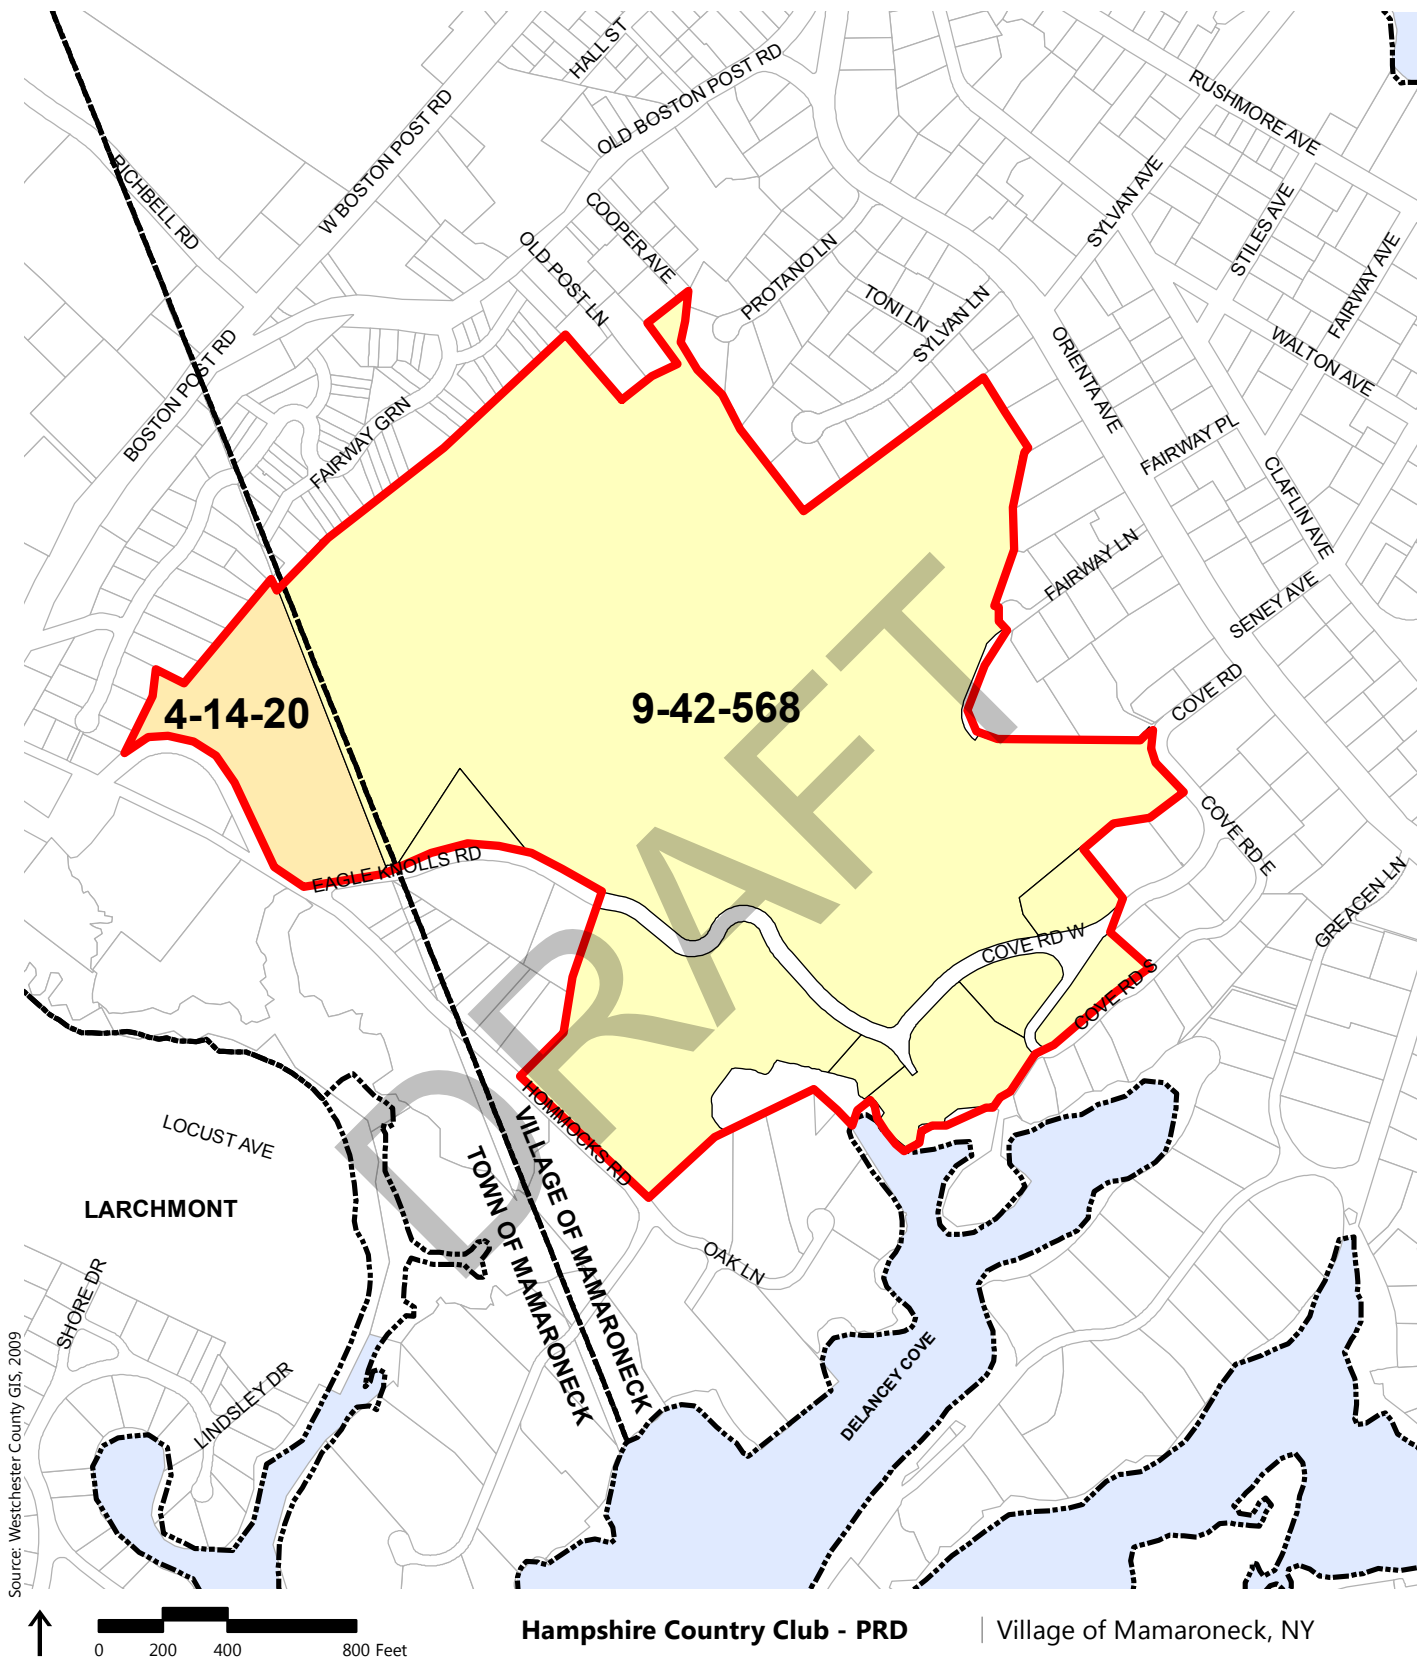 HALL ST
OLD BOSTON POST RD
RUSHMORE AVE
W BOSTON POST RD
RICHBELL RD
SYLVAN AVE
STILES AVE
COOPER AVE
OLD POST LN
PROTANO LN
FAIRWAY AVE
TONI LN
SYLVAN LN
BOSTON POST RD
ORIENTA AVE
WALTON AVE
FAIRWAY GRN
FAIRWAY PL
CLAFLIN AVE
FAIRWAY LN
SENEY AVE
4-14-20
9-42-568
COVE RD
COVE RD E
EAGLE KNOLLS RD
GREACEN LN
COVE RD W
COVE RD S
DRAFT
HOMMOCKS RD
LOCUST AVE
VILLAGE OF MAMARONECK
TOWN OF MAMARONECK
LARCHMONT
OAK LN
SHORE DR
DELANCEY COVE
LINDSLEY DR
Source: Westchester County GIS, 2009
0 200 400 800 Feet
Hampshire Country Club - PRD | Village of Mamaroneck, NY